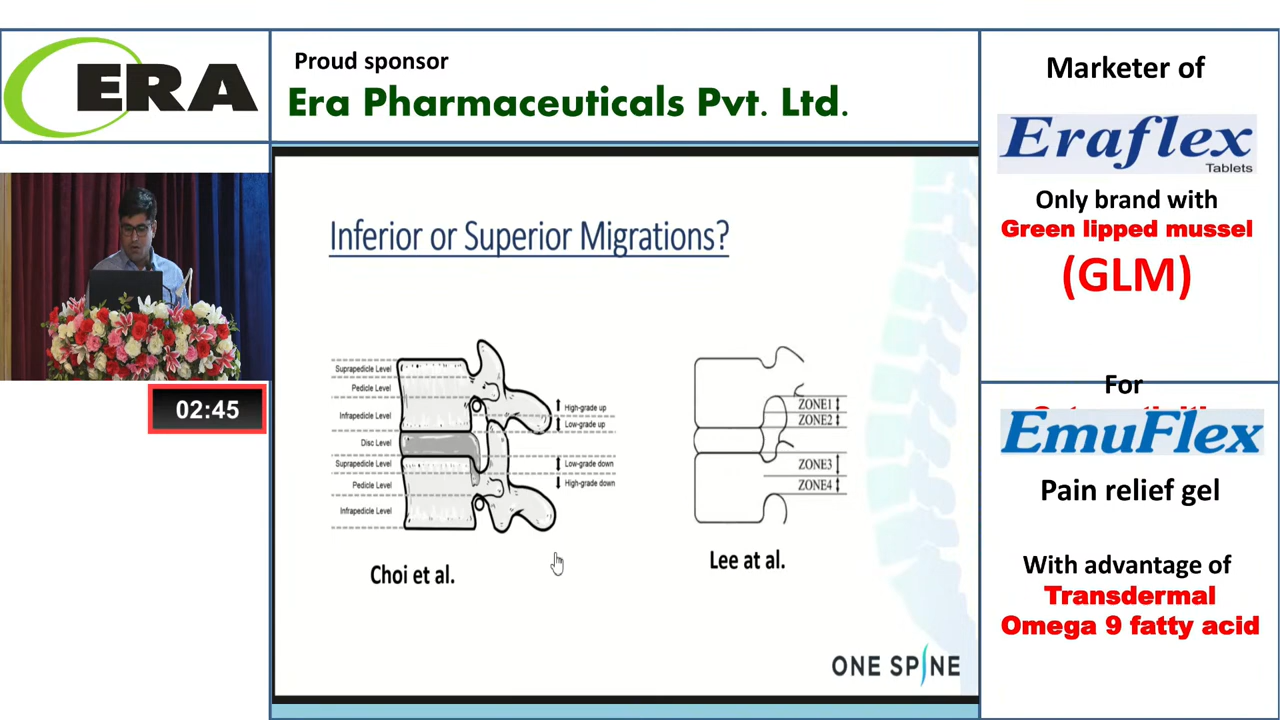 ERA
Proud sponsor
Era Pharmaceuticals Pvt. Ltd.
Marketer of
Eraflex
Tablets
Only brand with
Green lipped mussel
(GLM)
For
EmuFlex
Pain relief gel
With advantage of
Transdermal
Omega 9 fatty acid
02:45
Inferior or Superior Migrations?
Suprapedicle Level
Pedicle Level
Infrapedicle Level
Disc Level
Suprapedicle Level
Pedicle Level
Infrapedicle Level
High-grade up
Low-grade up
Low-grade down
High-grade down
Choi et al.
ZONE1
ZONE2
ZONE3
ZONE4
Lee at al.
ONE SPINE